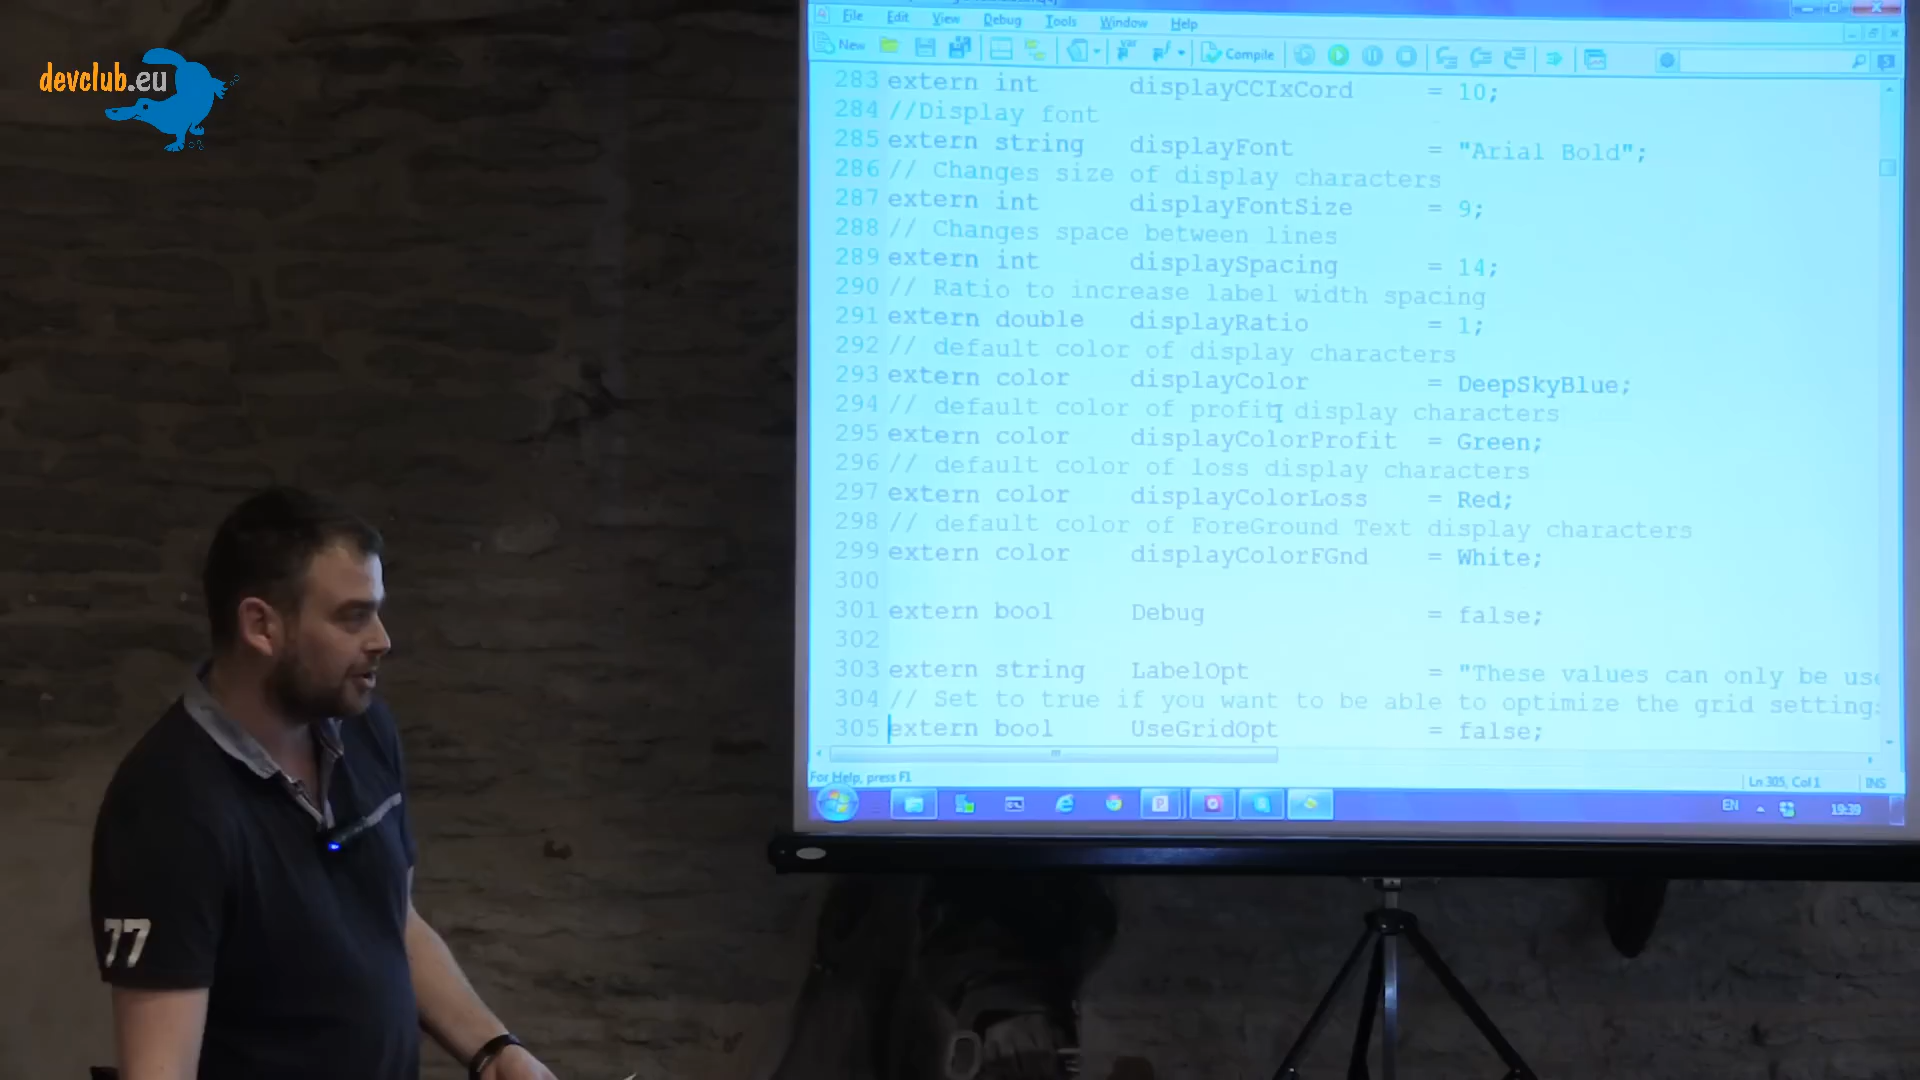 devclub.eu
File Edit View Debug Tools Window Help
New Compile
283 extern int displayCCIxCord = 10;
284 //Display font
285 extern string displayFont = "Arial Bold";
286 // Changes size of display characters
287 extern int displayFontSize = 9;
288 // Changes space between lines
289 extern int displaySpacing = 14;
290 // Ratio to increase label width spacing
291 extern double displayRatio = 1;
292 // default color of display characters
293 extern color displayColor = DeepSkyBlue;
294 // default color of profit display characters
295 extern color displayColorProfit = Green;
296 // default color of loss display characters
297 extern color displayColorLoss = Red;
298 // default color of ForeGround Text display characters
299 extern color displayColorFGnd = White;
300
301 extern bool Debug = false;
302
303 extern string LabelOpt = "These values can only be use
304 // Set to true if you want to be able to optimize the grid setting
305 extern bool UseGridOpt = false;
For Help, press F1 Ln 305, Col 1 INS
EN 19:39
77